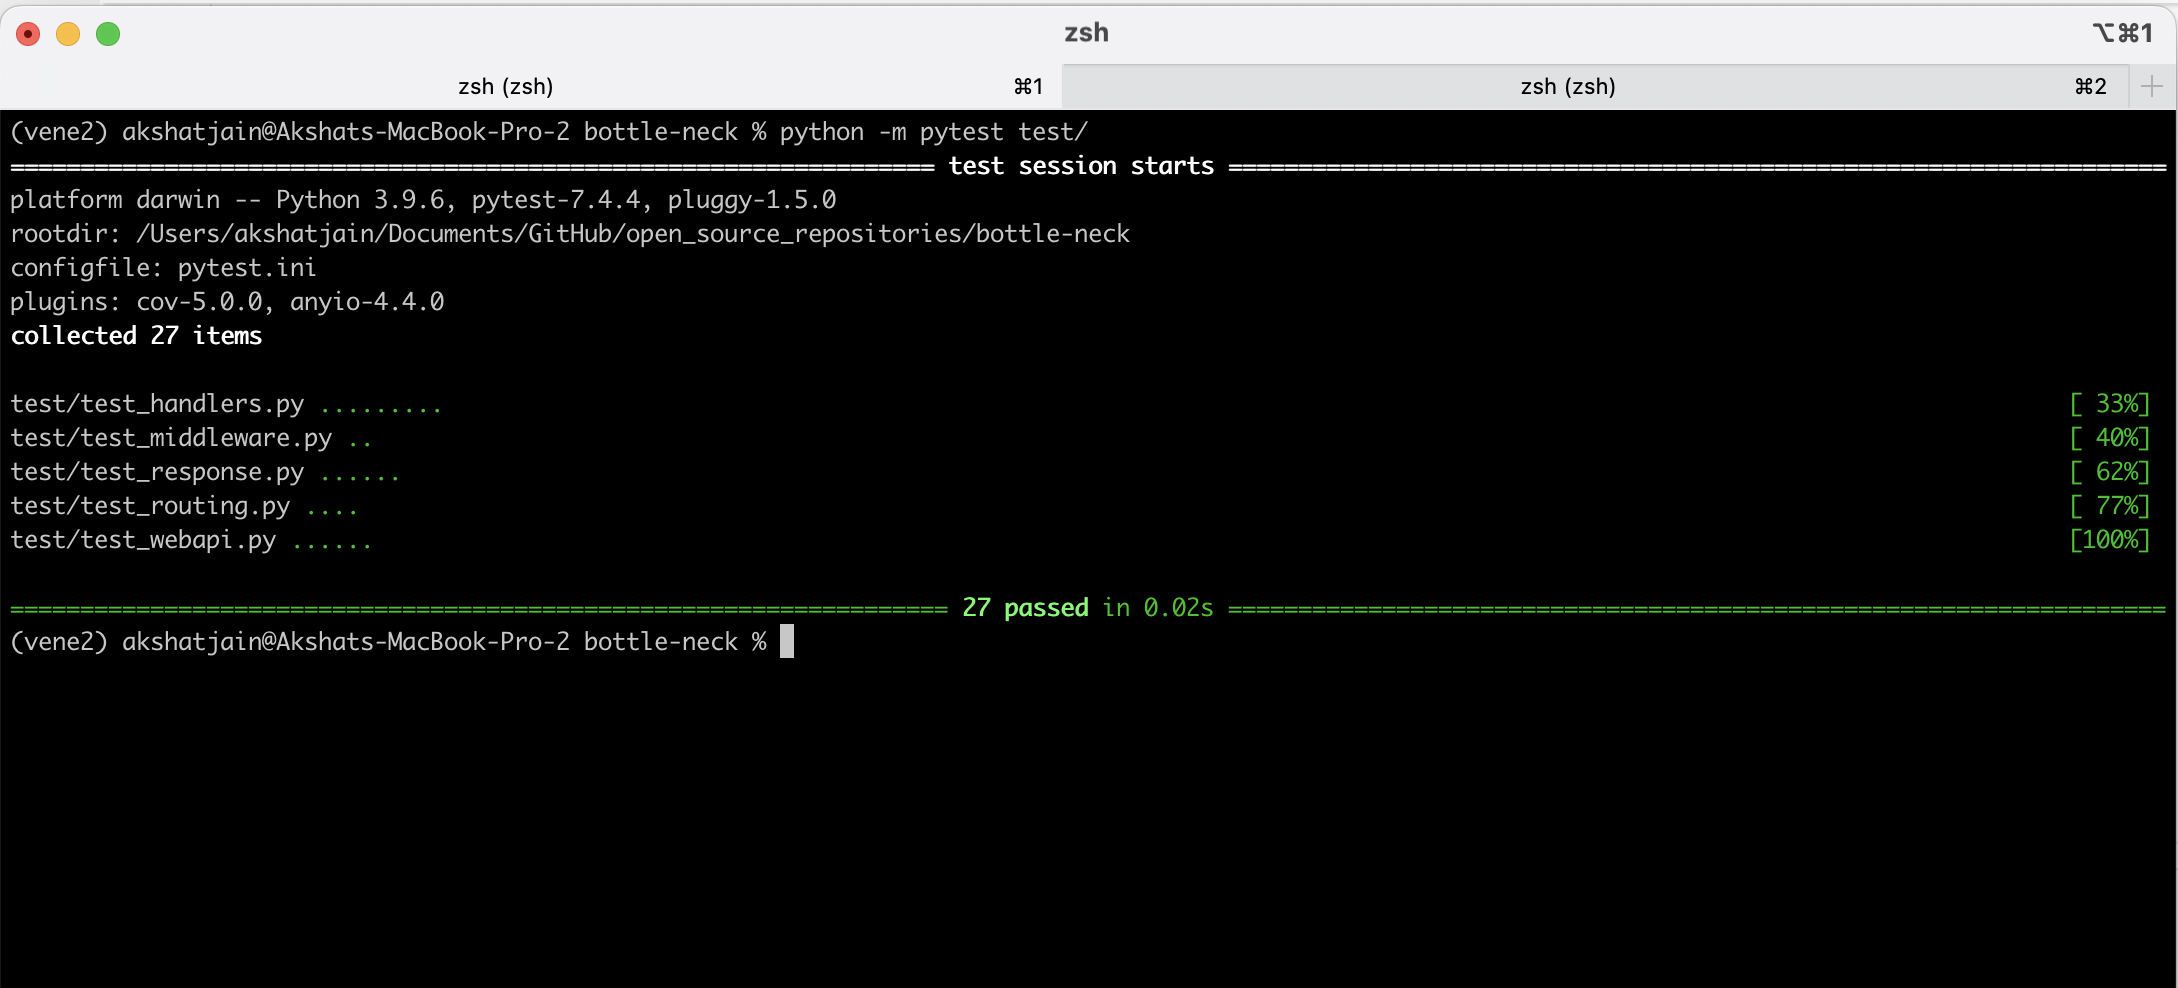 zsh ⌥⌘1
zsh (zsh) ⌘1 zsh (zsh) ⌘2 +
(vene2) akshatjain@Akshats-MacBook-Pro-2 bottle-neck % python -m pytest test/
================================================================== test session starts ===================================================================
platform darwin -- Python 3.9.6, pytest-7.4.4, pluggy-1.5.0
rootdir: /Users/akshatjain/Documents/GitHub/open_source_repositories/bottle-neck
configfile: pytest.ini
plugins: cov-5.0.0, anyio-4.4.0
collected 27 items
test/test_handlers.py ......... [ 33%]
test/test_middleware.py .. [ 40%]
test/test_response.py ...... [ 62%]
test/test_routing.py .... [ 77%]
test/test_webapi.py ...... [100%]
=================================================================== 27 passed in 0.02s ===================================================================
(vene2) akshatjain@Akshats-MacBook-Pro-2 bottle-neck %